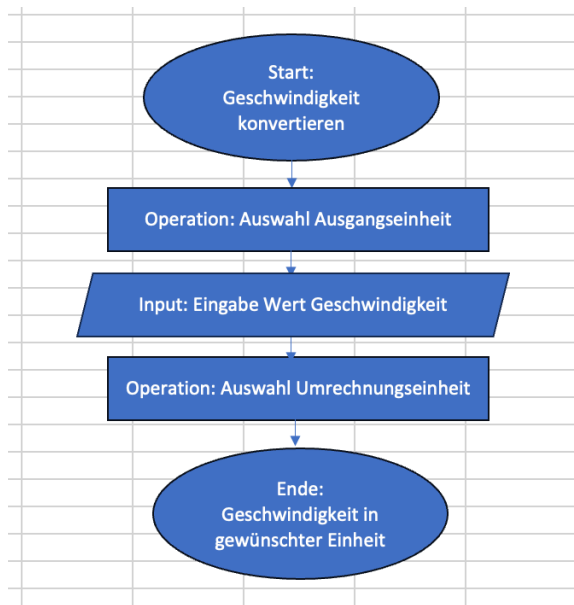 Start:
Geschwindigkeit
konvertieren
Operation: Auswahl Ausgangseinheit
Input: Eingabe Wert Geschwindigkeit
Operation: Auswahl Umrechnungseinheit
Ende:
Geschwindigkeit in
gewünschter Einheit